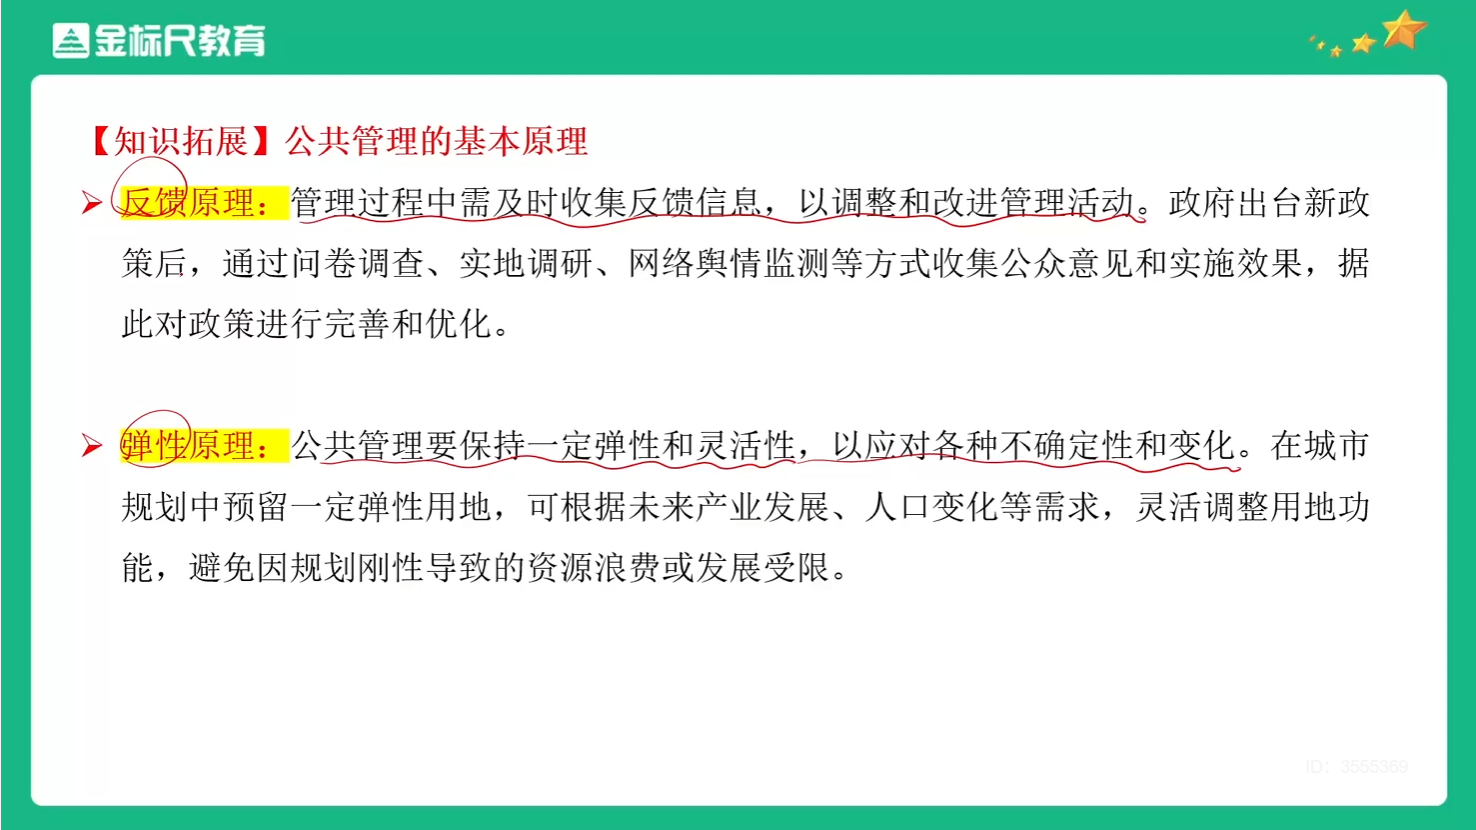 金标尺教育
【知识拓展】公共管理的基本原理
反馈原理：管理过程中需及时收集反馈信息，以调整和改进管理活动。政府出台新政
策后，通过问卷调查、实地调研、网络舆情监测等方式收集公众意见和实施效果，据
此对政策进行完善和优化。
弹性原理：公共管理要保持一定弹性和灵活性，以应对各种不确定性和变化。在城市
规划中预留一定弹性用地，可根据未来产业发展、人口变化等需求，灵活调整用地功
能，避免因规划刚性导致的资源浪费或发展受限。
ID：3555369